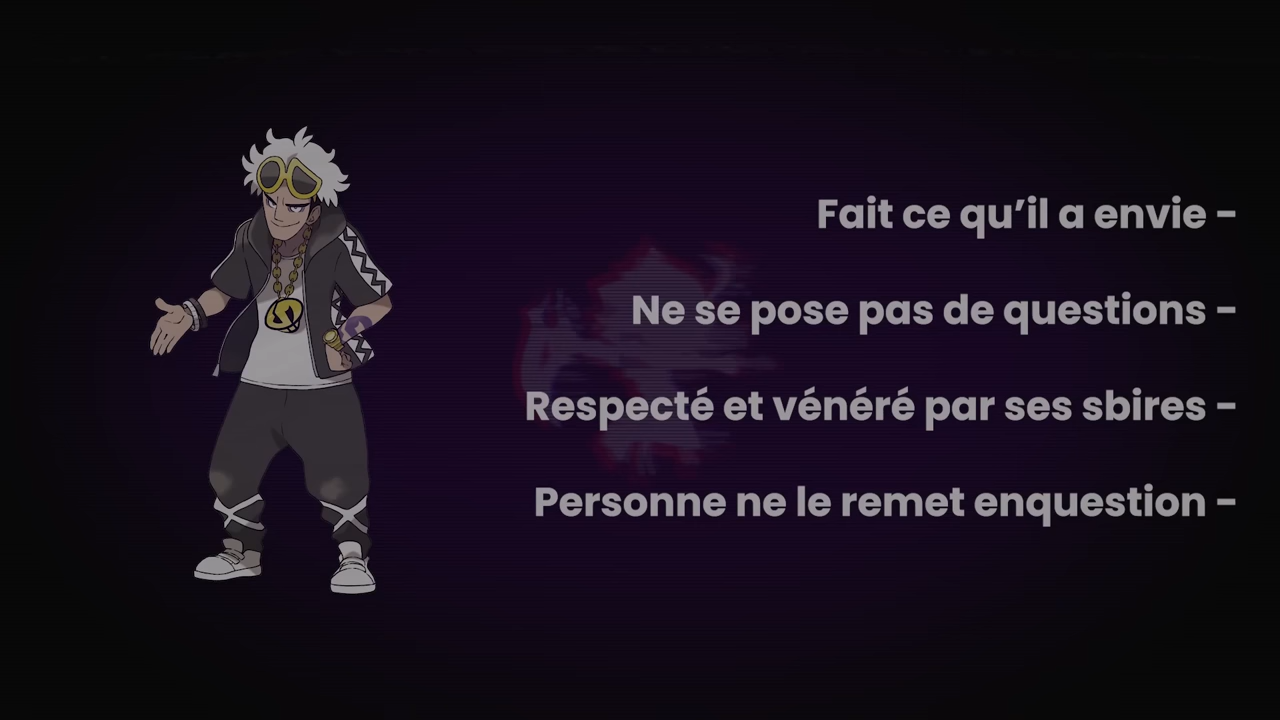 Fait ce qu’il a envie -
Ne se pose pas de questions -
Respecté et vénéré par ses sbires -
Personne ne le remet enquestion -